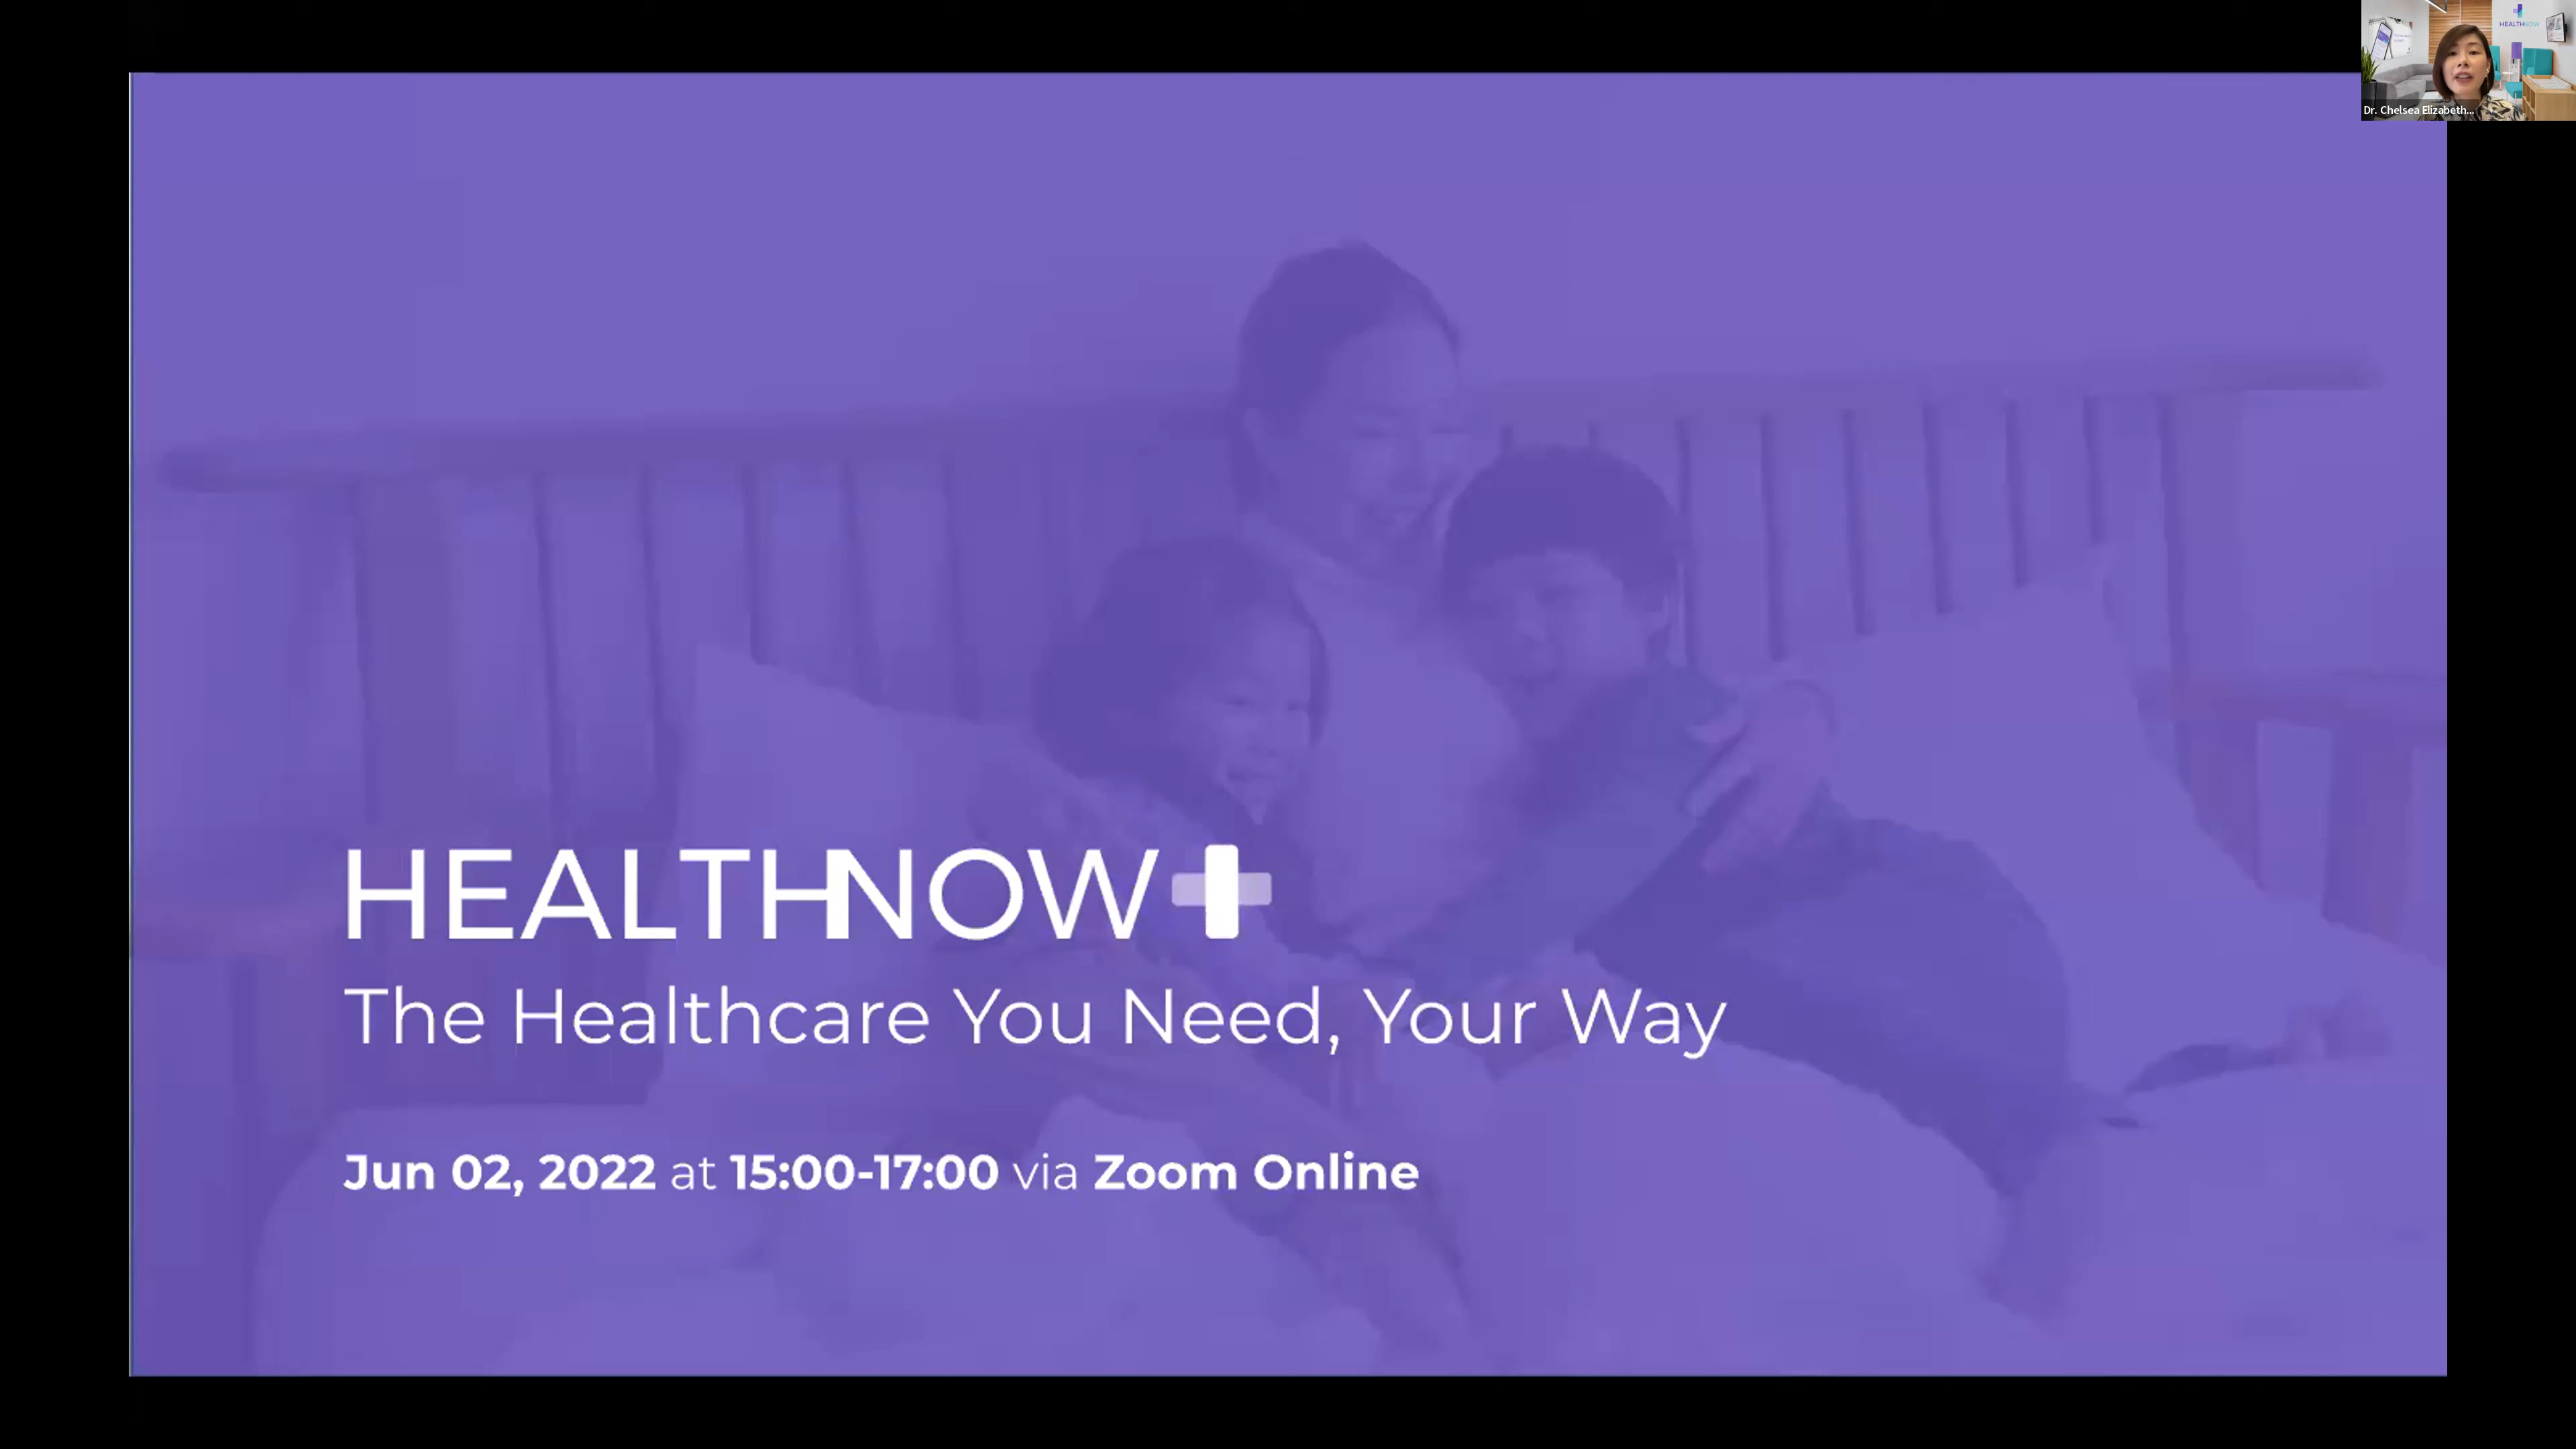 HEALTHNOW
Dr. Chelsea Elizabeth...
HEALTHNOW
The Healthcare You Need, Your Way
Jun 02, 2022 at 15:00-17:00 via Zoom Online